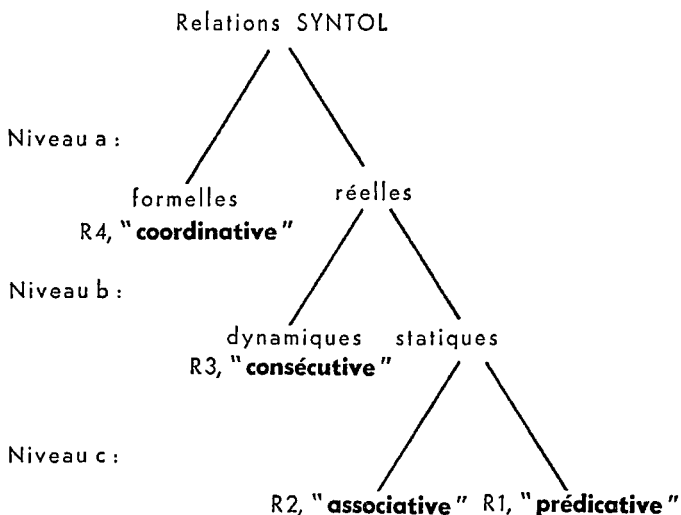 Relations SYNTOL
Niveau a :
formelles réelles
R4, "coordinative"
Niveau b :
dynamiques statiques
R3, "consécutive"
Niveau c :
R2, "associative" R1, "prédicative"